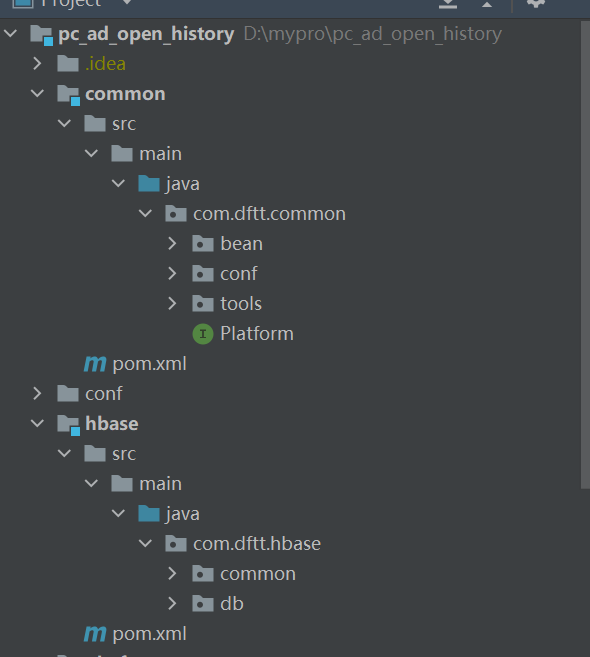 Project
pc_ad_open_history D:\mypro\pc_ad_open_history
.idea
common
src
main
java
com.dftt.common
bean
conf
tools
I Platform
m pom.xml
conf
hbase
src
main
java
com.dftt.hbase
common
db
m pom.xml